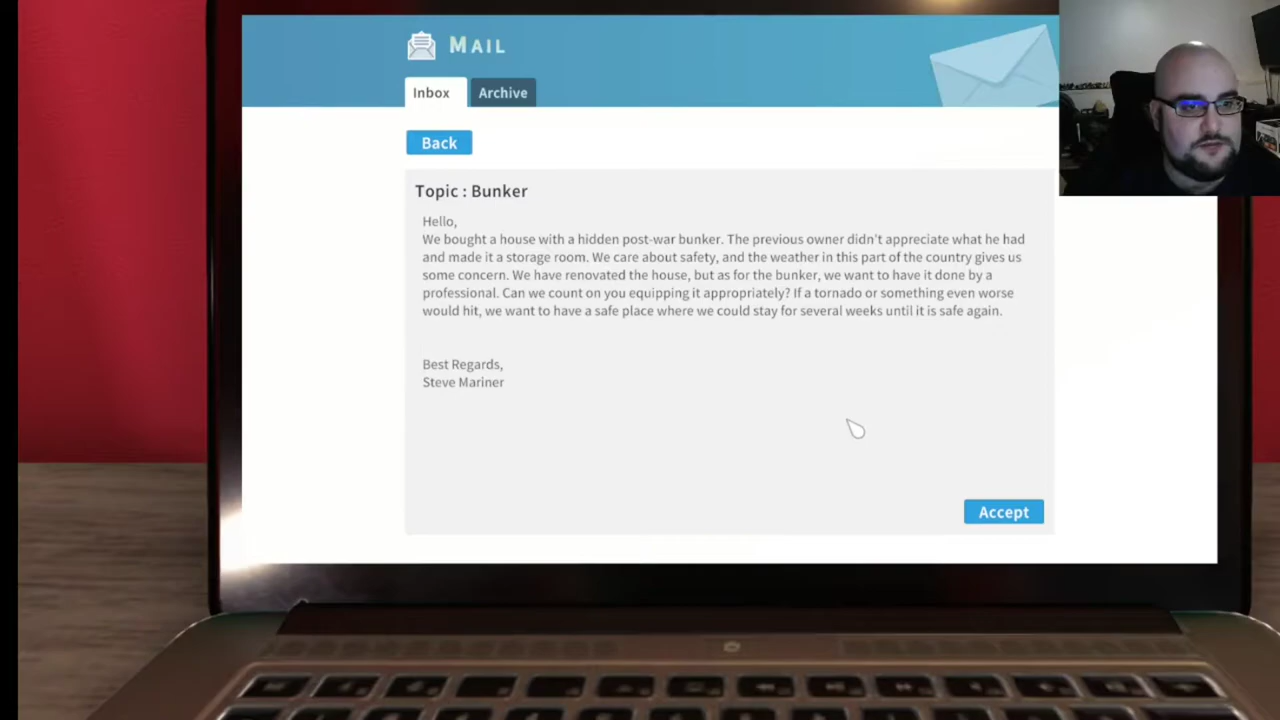 MAIL
Inbox
Archive
Back
Topic : Bunker
Hello,
We bought a house with a hidden post-war bunker. The previous owner didn't appreciate what he had
and made it a storage room. We care about safety, and the weather in this part of the country gives us
some concern. We have renovated the house, but as for the bunker, we want to have it done by a
professional. Can we count on you equipping it appropriately? If a tornado or something even worse
would hit, we want to have a safe place where we could stay for several weeks until it is safe again.
Best Regards,
Steve Mariner
Accept